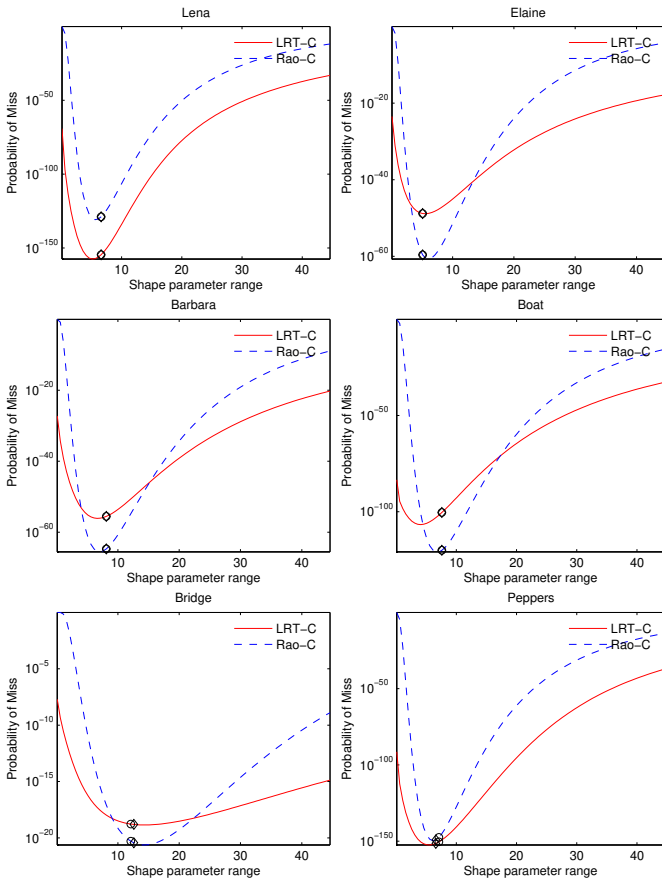 Lena
LRT−C
Rao−C
Probability of Miss
10^−50
10^−100
10^−150
10 20 30 40
Shape parameter range
Elaine
LRT−C
Rao−C
Probability of Miss
10^−20
10^−40
10^−60
10 20 30 40
Shape parameter range
Barbara
LRT−C
Rao−C
Probability of Miss
10^−20
10^−40
10^−60
10 20 30 40
Shape parameter range
Boat
LRT−C
Rao−C
Probability of Miss
10^−50
10^−100
10 20 30 40
Shape parameter range
Bridge
LRT−C
Rao−C
Probability of Miss
10^−5
10^−10
10^−15
10^−20
10 20 30 40
Shape parameter range
Peppers
LRT−C
Rao−C
Probability of Miss
10^−50
10^−100
10^−150
10 20 30 40
Shape parameter range